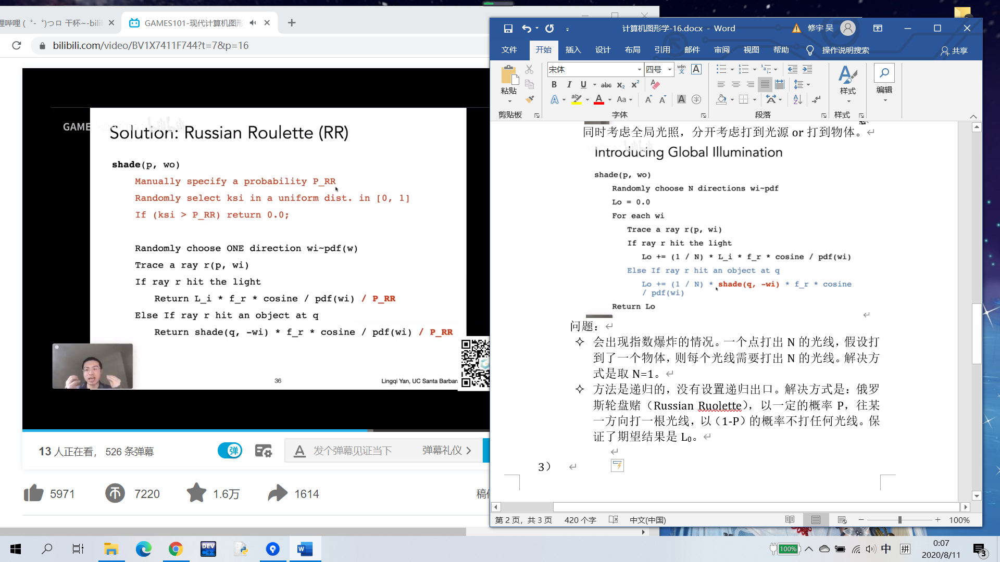 哩哔哩 (゜-゜)つロ 干杯~-bili
GAMES101-现代计算机图形
bilibili.com/video/BV1X7411F744?t=7&p=16
Solution: Russian Roulette (RR)
shade(p, wo)
Manually specify a probability P_RR
Randomly select ksi in a uniform dist. in [0, 1]
If (ksi > P_RR) return 0.0;
Randomly choose ONE direction wi~pdf(w)
Trace a ray r(p, wi)
If ray r hit the light
Return L_i * f_r * cosine / pdf(wi) / P_RR
Else If ray r hit an object at q
Return shade(q, -wi) * f_r * cosine / pdf(wi) / P_RR
36
Lingqi Yan, UC Santa Barbar
13 人正在看， 526 条弹幕
弹
发个弹幕见证当下
弹幕礼仪
5971
7220
1.6万
1614
计算机图形学-16.docx - Word
修宇 吴
文件 开始 插入 设计 布局 引用 邮件 审阅 视图 帮助 操作说明搜索 共享
宋体 四号
粘贴
样式
编辑
剪贴板 字体 段落 样式
同时考虑全局光照，分开考虑打到光源 or 打到物体。
Introducing Global Illumination
shade(p, wo)
Randomly choose N directions wi~pdf
Lo = 0.0
For each wi
Trace a ray r(p, wi)
If ray r hit the light
Lo += (1 / N) * L_i * f_r * cosine / pdf(wi)
Else If ray r hit an object at q
Lo += (1 / N) * shade(q, -wi) * f_r * cosine
/ pdf(wi)
Return Lo
问题：
会出现指数爆炸的情况。一个点打出 N 的光线，假设打
到了一个物体，则每个光线需要打出 N 的光线。解决方
式是取 N=1。
方法是递归的，没有设置递归出口。解决方式是：俄罗
斯轮盘赌（Russian Ruolette），以一定的概率 P，往某
一方向打一根光线，以（1-P）的概率不打任何光线。保
证了期望结果是 L₀。
3）
第 2 页，共 3 页 420 个字 中文(中国) 100%
100%
中
拼
0:07
2020/8/11
3